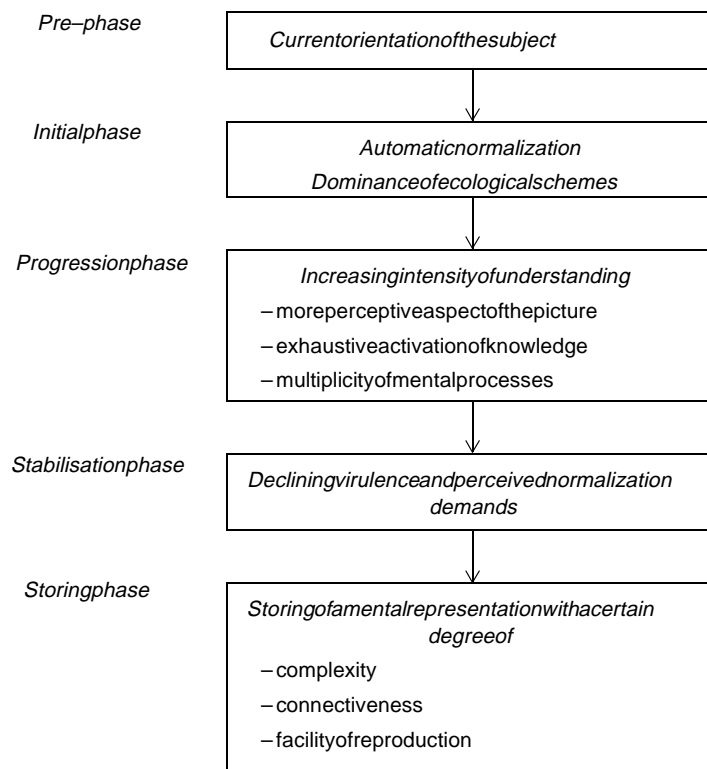 Pre–phase
Currentorientationofthesubject
Initialphase
Automaticnormalization
Dominanceofecologicalschemes
Progressionphase
Increasingintensityofunderstanding
–moreperceptiveaspectofthepicture
–exhaustiveactivationofknowledge
–multiplicityofmentalprocesses
Stabilisationphase
Decliningvirulenceandperceivednormalization
demands
Storingphase
Storingofamentalrepresentationwithacertain
degreeof
–complexity
–connectiveness
–facilityofreproduction